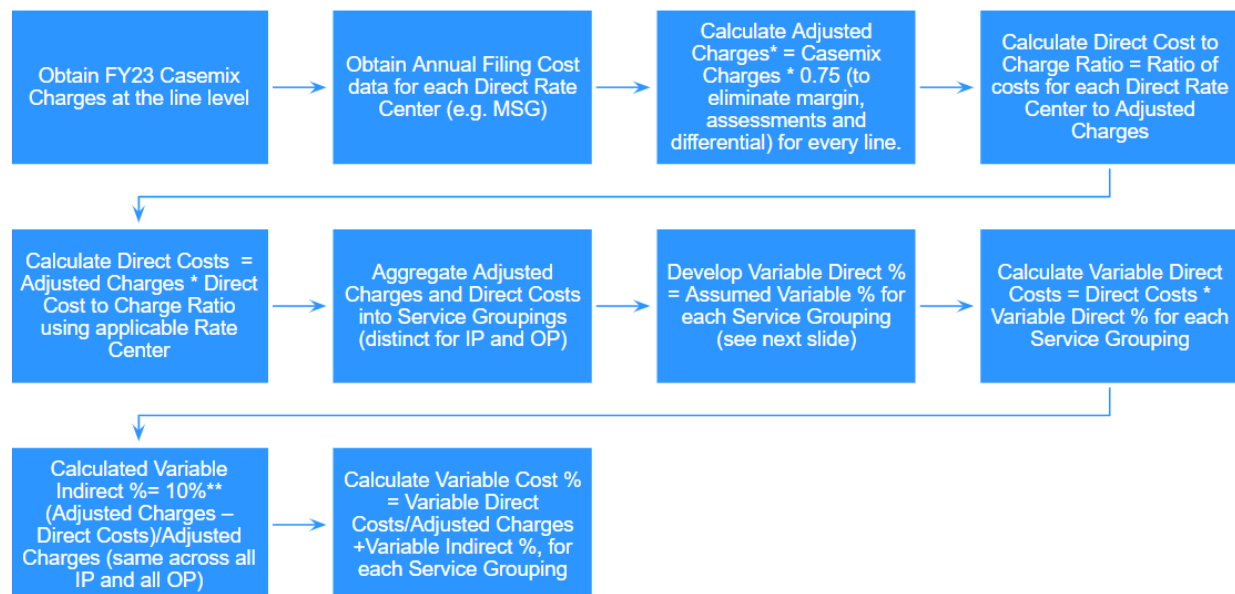 Obtain FY23 Casemix
Charges at the line level
Obtain Annual Filing Cost
data for each Direct Rate
Center (e.g. MSG)
Calculate Adjusted
Charges* = Casemix
Charges * 0.75 (to
eliminate margin,
assessments and
differential) for every line.
Calculate Direct Cost to
Charge Ratio = Ratio of
costs for each Direct Rate
Center to Adjusted
Charges
Calculate Direct Costs =
Adjusted Charges * Direct
Cost to Charge Ratio
using applicable Rate
Center
Aggregate Adjusted
Charges and Direct Costs
into Service Groupings
(distinct for IP and OP)
Develop Variable Direct %
= Assumed Variable % for
each Service Grouping
(see next slide)
Calculate Variable Direct
Costs = Direct Costs *
Variable Direct % for each
Service Grouping
Calculated Variable
Indirect %= 10%**
(Adjusted Charges –
Direct Costs)/Adjusted
Charges (same across all
IP and all OP)
Calculate Variable Cost %
= Variable Direct
Costs/Adjusted Charges
+Variable Indirect %, for
each Service Grouping